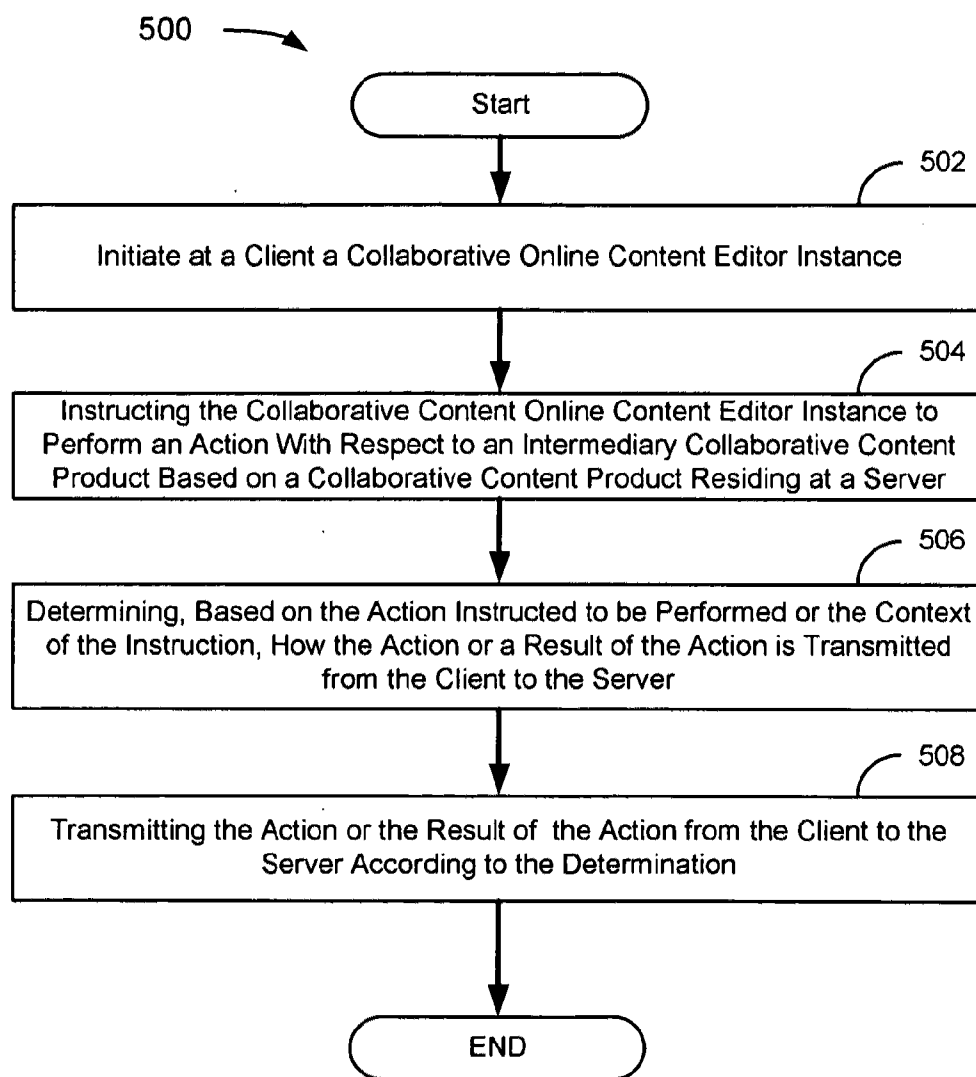 500
Start
502
Initiate at a Client a Collaborative Online Content Editor Instance
504
Instructing the Collaborative Content Online Content Editor Instance to
Perform an Action With Respect to an Intermediary Collaborative Content
Product Based on a Collaborative Content Product Residing at a Server
506
Determining, Based on the Action Instructed to be Performed or the Context
of the Instruction, How the Action or a Result of the Action is Transmitted
from the Client to the Server
508
Transmitting the Action or the Result of the Action from the Client to the
Server According to the Determination
END